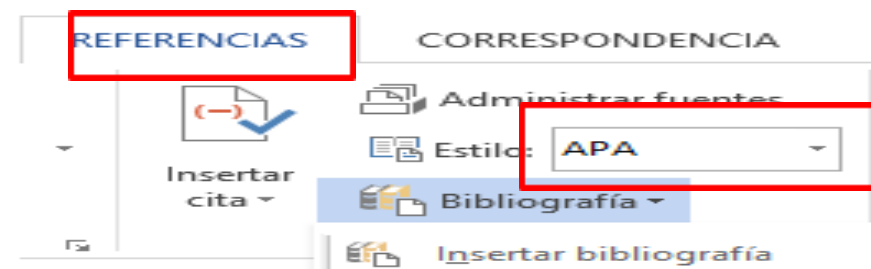 REFERENCIAS CORRESPONDENCIA
Administrar fuentes
Insertar cita
Estilo: APA
Bibliografía
Insertar bibliografía